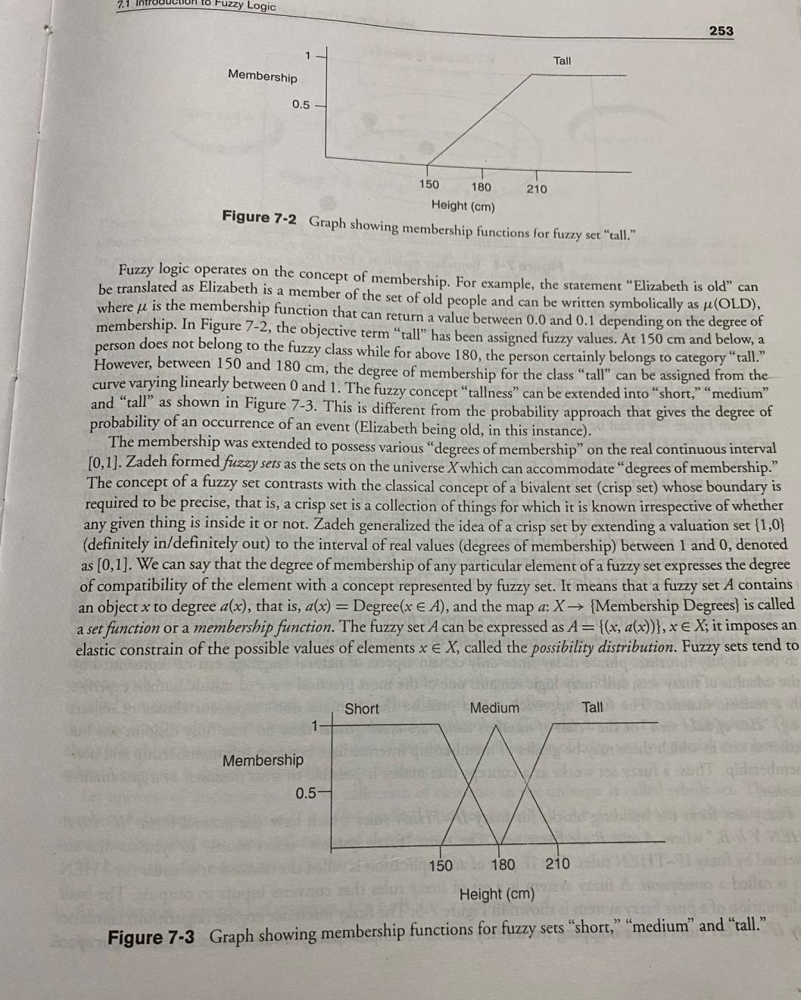 7.1 Introduction to Fuzzy Logic
253
1
Tall
Membership
0.5
150
180
210
Height (cm)
Figure 7-2 Graph showing membership functions for fuzzy set “tall.”
Fuzzy logic operates on the concept of membership. For example, the statement “Elizabeth is old” can
be translated as Elizabeth is a member of the set of old people and can be written symbolically as μ(OLD),
where μ is the membership function that can return a value between 0.0 and 0.1 depending on the degree of
membership. In Figure 7-2, the objective term “tall” has been assigned fuzzy values. At 150 cm and below, a
person does not belong to the fuzzy class while for above 180, the person certainly belongs to category “tall.”
However, between 150 and 180 cm, the degree of membership for the class “tall” can be assigned from the
curve varying linearly between 0 and 1. The fuzzy concept “tallness” can be extended into “short,” “medium”
and “tall” as shown in Figure 7-3. This is different from the probability approach that gives the degree of
probability of an occurrence of an event (Elizabeth being old, in this instance).
The membership was extended to possess various “degrees of membership” on the real continuous interval
[0,1]. Zadeh formed fuzzy sets as the sets on the universe X which can accommodate “degrees of membership.”
The concept of a fuzzy set contrasts with the classical concept of a bivalent set (crisp set) whose boundary is
required to be precise, that is, a crisp set is a collection of things for which it is known irrespective of whether
any given thing is inside it or not. Zadeh generalized the idea of a crisp set by extending a valuation set {1,0}
(definitely in/definitely out) to the interval of real values (degrees of membership) between 1 and 0, denoted
as [0,1]. We can say that the degree of membership of any particular element of a fuzzy set expresses the degree
of compatibility of the element with a concept represented by fuzzy set. It means that a fuzzy set A contains
an object x to degree a(x), that is, a(x) = Degree(x ∈ A), and the map a: X → {Membership Degrees} is called
a set function or a membership function. The fuzzy set A can be expressed as A = {(x, a(x))}, x ∈ X; it imposes an
elastic constrain of the possible values of elements x ∈ X, called the possibility distribution. Fuzzy sets tend to
Short
Medium
Tall
1
Membership
0.5
150
180
210
Height (cm)
Figure 7-3 Graph showing membership functions for fuzzy sets “short,” “medium” and “tall.”